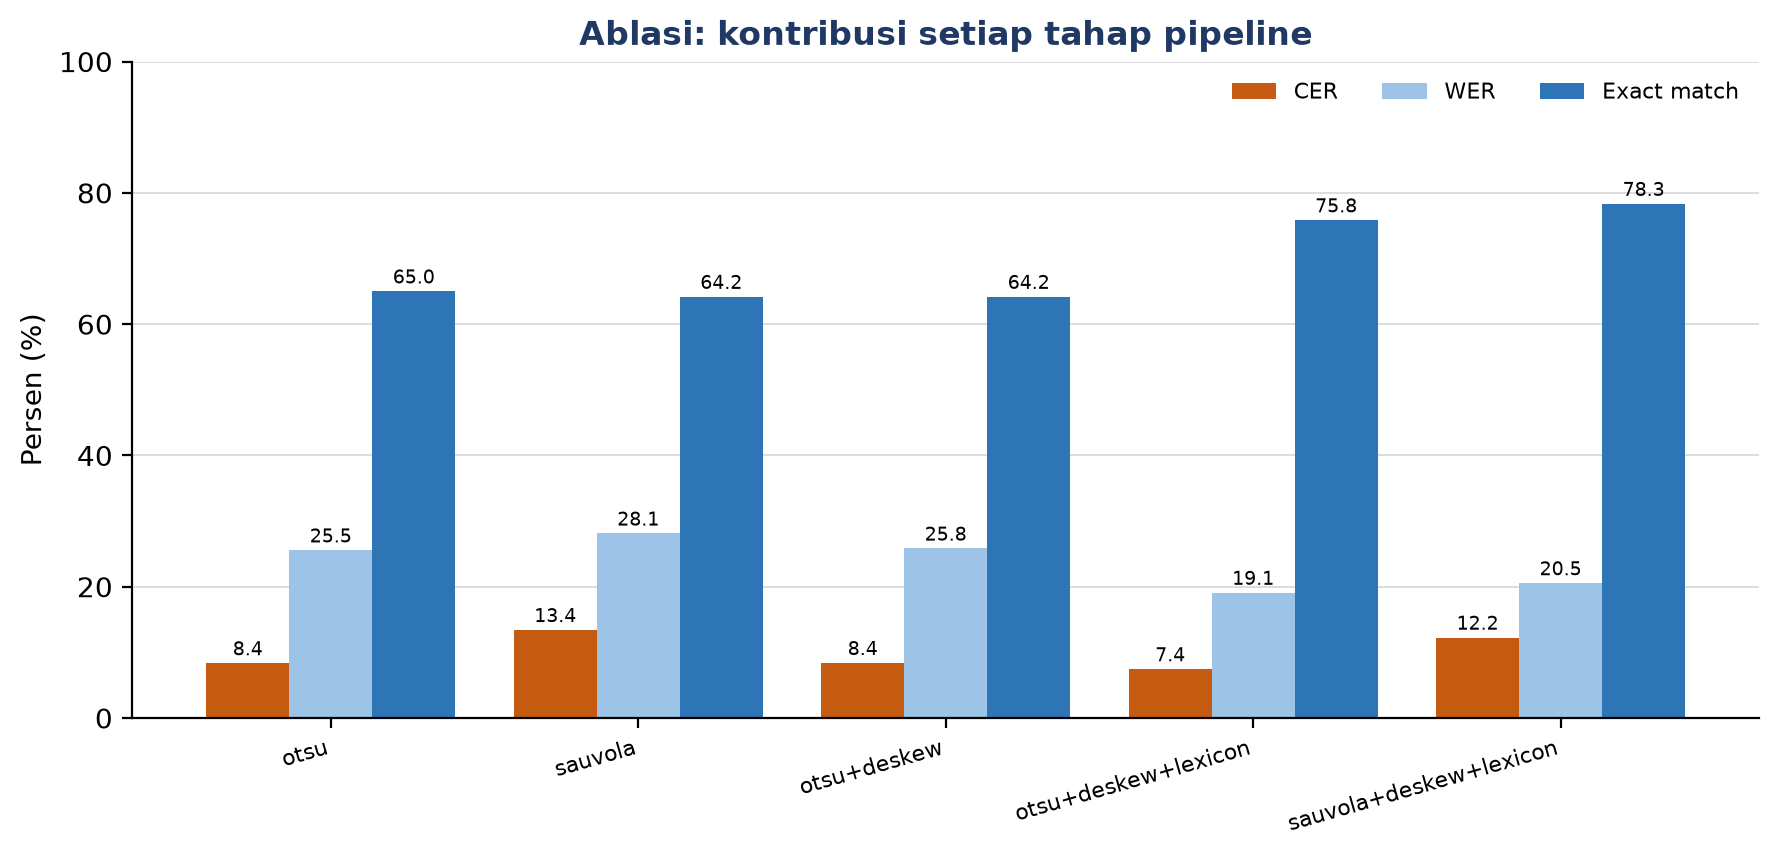 Ablasi: kontribusi setiap tahap pipeline
CER WER Exact match
Persen (%)
100
80
60
40
20
0
8.4 25.5 65.0
13.4 28.1 64.2
8.4 25.8 64.2
7.4 19.1 75.8
12.2 20.5 78.3
otsu
sauvola
otsu+deskew
otsu+deskew+lexicon
sauvola+deskew+lexicon